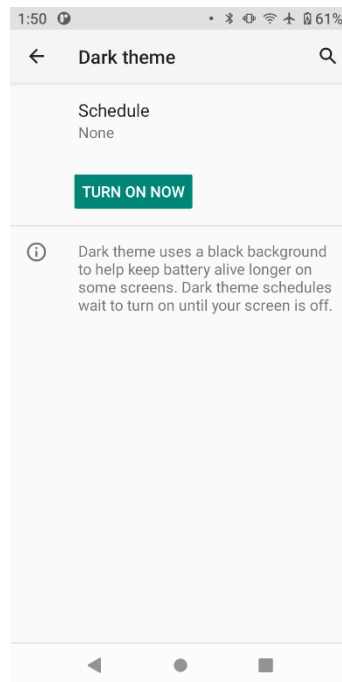 1:50
61%
Dark theme
Schedule
None
TURN ON NOW
Dark theme uses a black background
to help keep battery alive longer on
some screens. Dark theme schedules
wait to turn on until your screen is off.